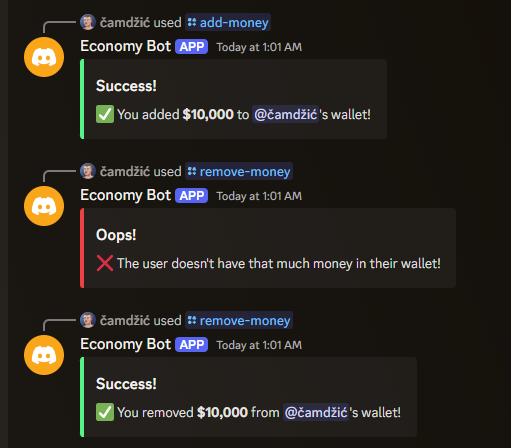 čamdžić used add-money
Economy Bot APP Today at 1:01 AM
Success!
✅ You added $10,000 to @čamdžić's wallet!
čamdžić used remove-money
Economy Bot APP Today at 1:01 AM
Oops!
❌ The user doesn't have that much money in their wallet!
čamdžić used remove-money
Economy Bot APP Today at 1:01 AM
Success!
✅ You removed $10,000 from @čamdžić's wallet!